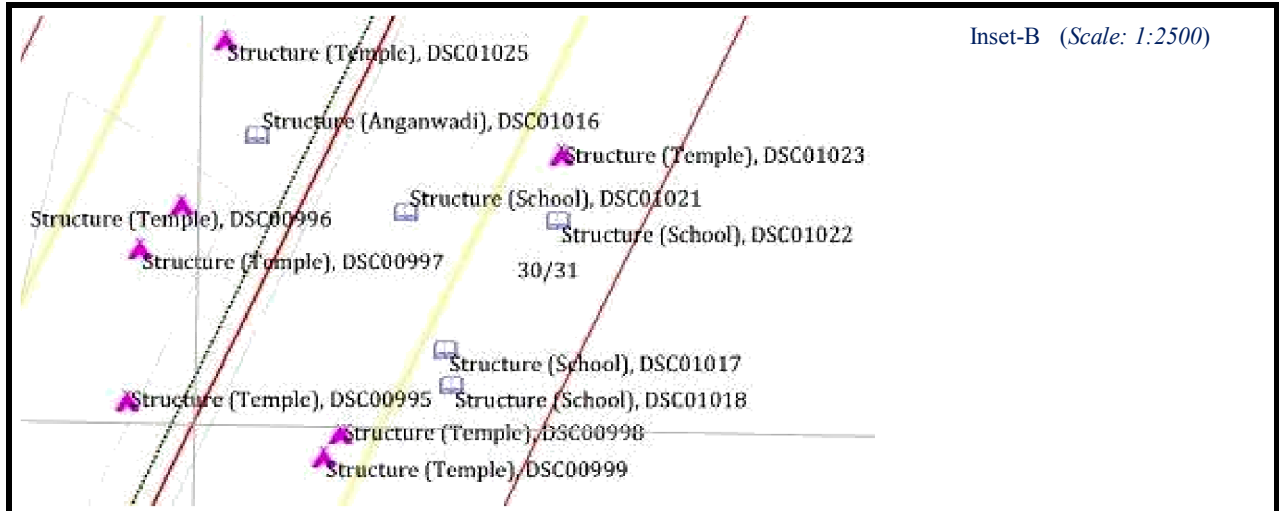 Inset-B (Scale: 1:2500)
Structure (Temple), DSC01025
Structure (Anganwadi), DSC01016
Structure (Temple), DSC01023
Structure (School), DSC01021
Structure (Temple), DSC00996
Structure (School), DSC01022
Structure (Temple), DSC00997
30/31
Structure (School), DSC01017
Structure (Temple), DSC00995
Structure (School), DSC01018
Structure (Temple), DSC00998
Structure (Temple), DSC00999